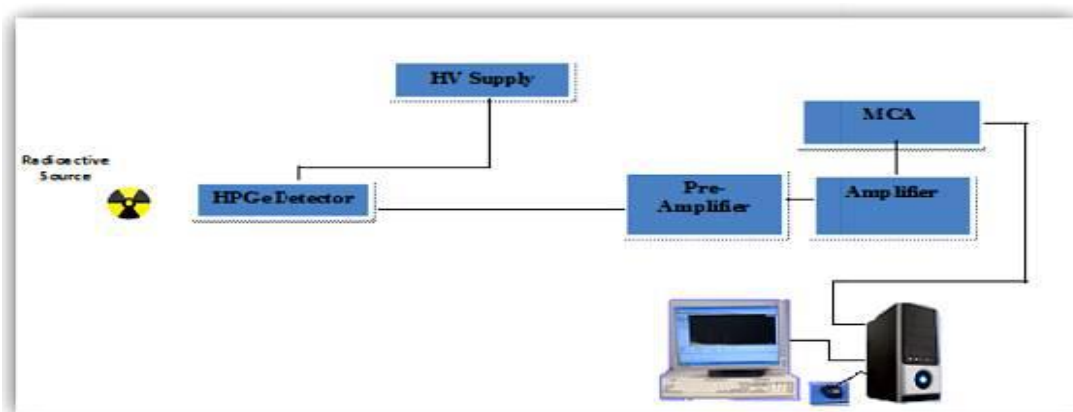 HV Supply
MCA
Radioactive
Source
HPGe Detector
Pre-
Amplifier
Amplifier